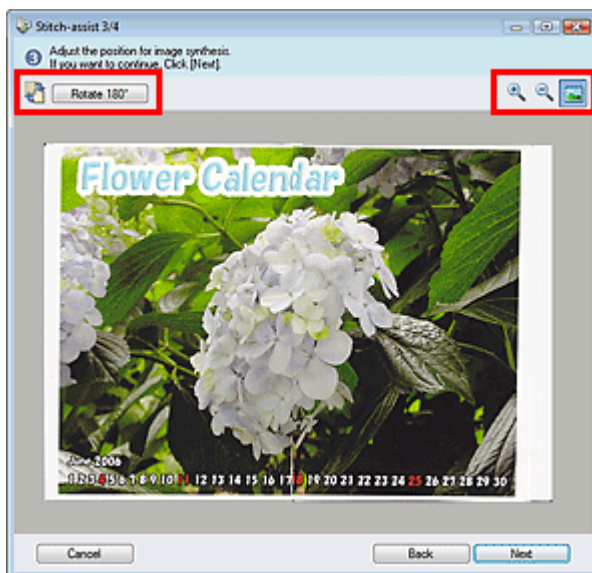 Stitch-assist 3/4
3 Adjust the position for image synthesis.
If you want to continue, Click [Next].
Rotate 180°
Flower Calendar
June 2006
1 2 3 4 5 6 7 8 9 10 11 12 13 14 15 16 17 18 19 20 21 22 23 24 25 26 27 28 29 30
Cancel
Back
Next